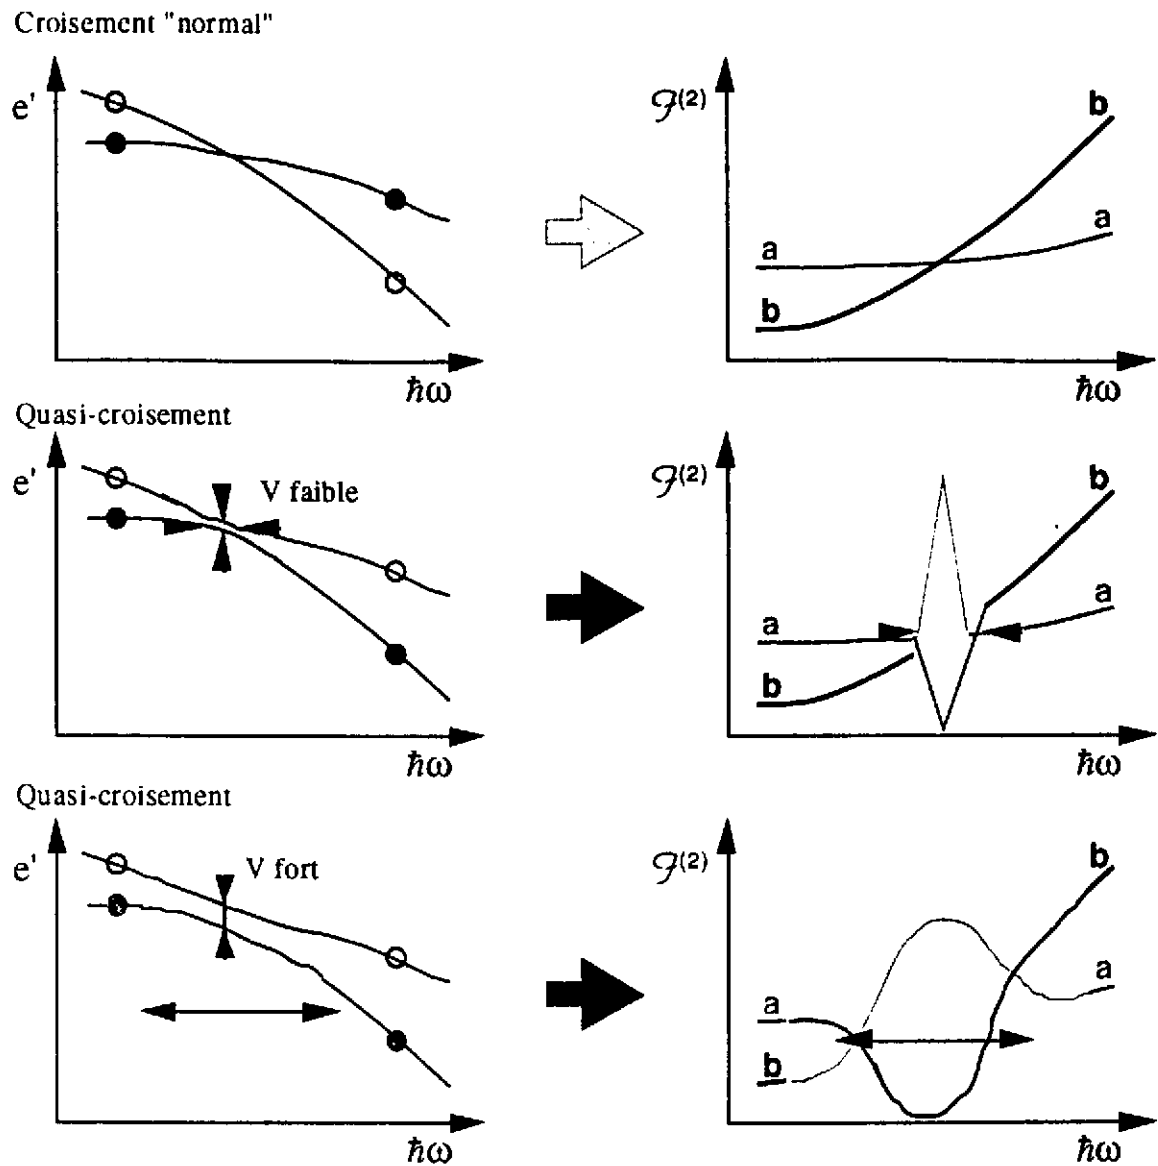 Croisement "normal"
e'
ħω
𝒥(2)
b
a
a
b
ħω
Quasi-croisement
e'
V faible
ħω
𝒥(2)
b
a
a
b
ħω
Quasi-croisement
e'
V fort
ħω
𝒥(2)
b
a
a
b
ħω